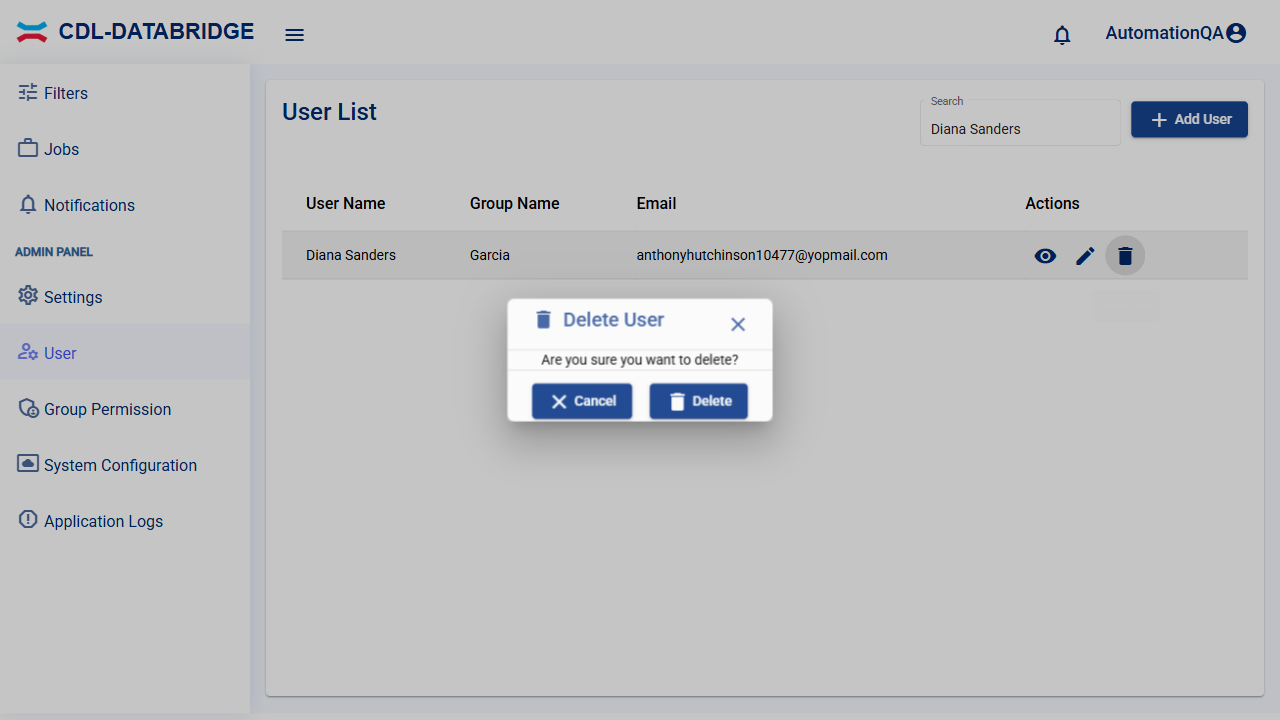 CDL-DATABRIDGE
AutomationQA
Filters
Jobs
Notifications
ADMIN PANEL
Settings
User
Group Permission
System Configuration
Application Logs
User List
Search
Diana Sanders
Add User
User Name Group Name Email Actions
Diana Sanders Garcia anthonyhutchinson10477@yopmail.com
Delete User
Are you sure you want to delete?
Cancel Delete